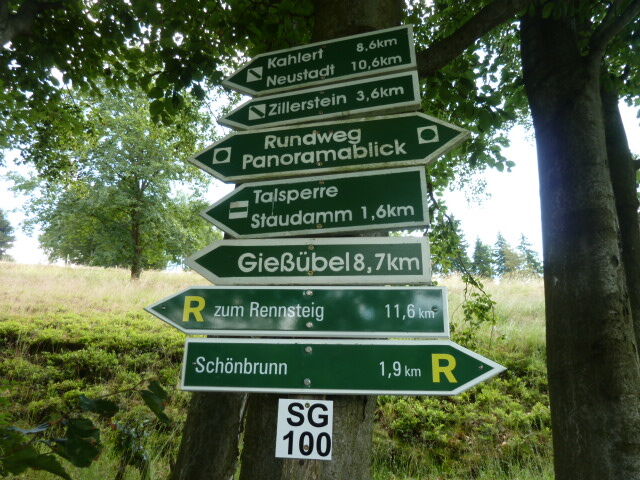 Kahlert 8,6km
Neustadt 10,6km
Zillerstein 3,6km
Rundweg
Panoramablick
Talsperre
Staudamm 1,6km
Gießübel 8,7km
R zum Rennsteig 11,6 km
Schönbrunn 1,9 km R
SG
100